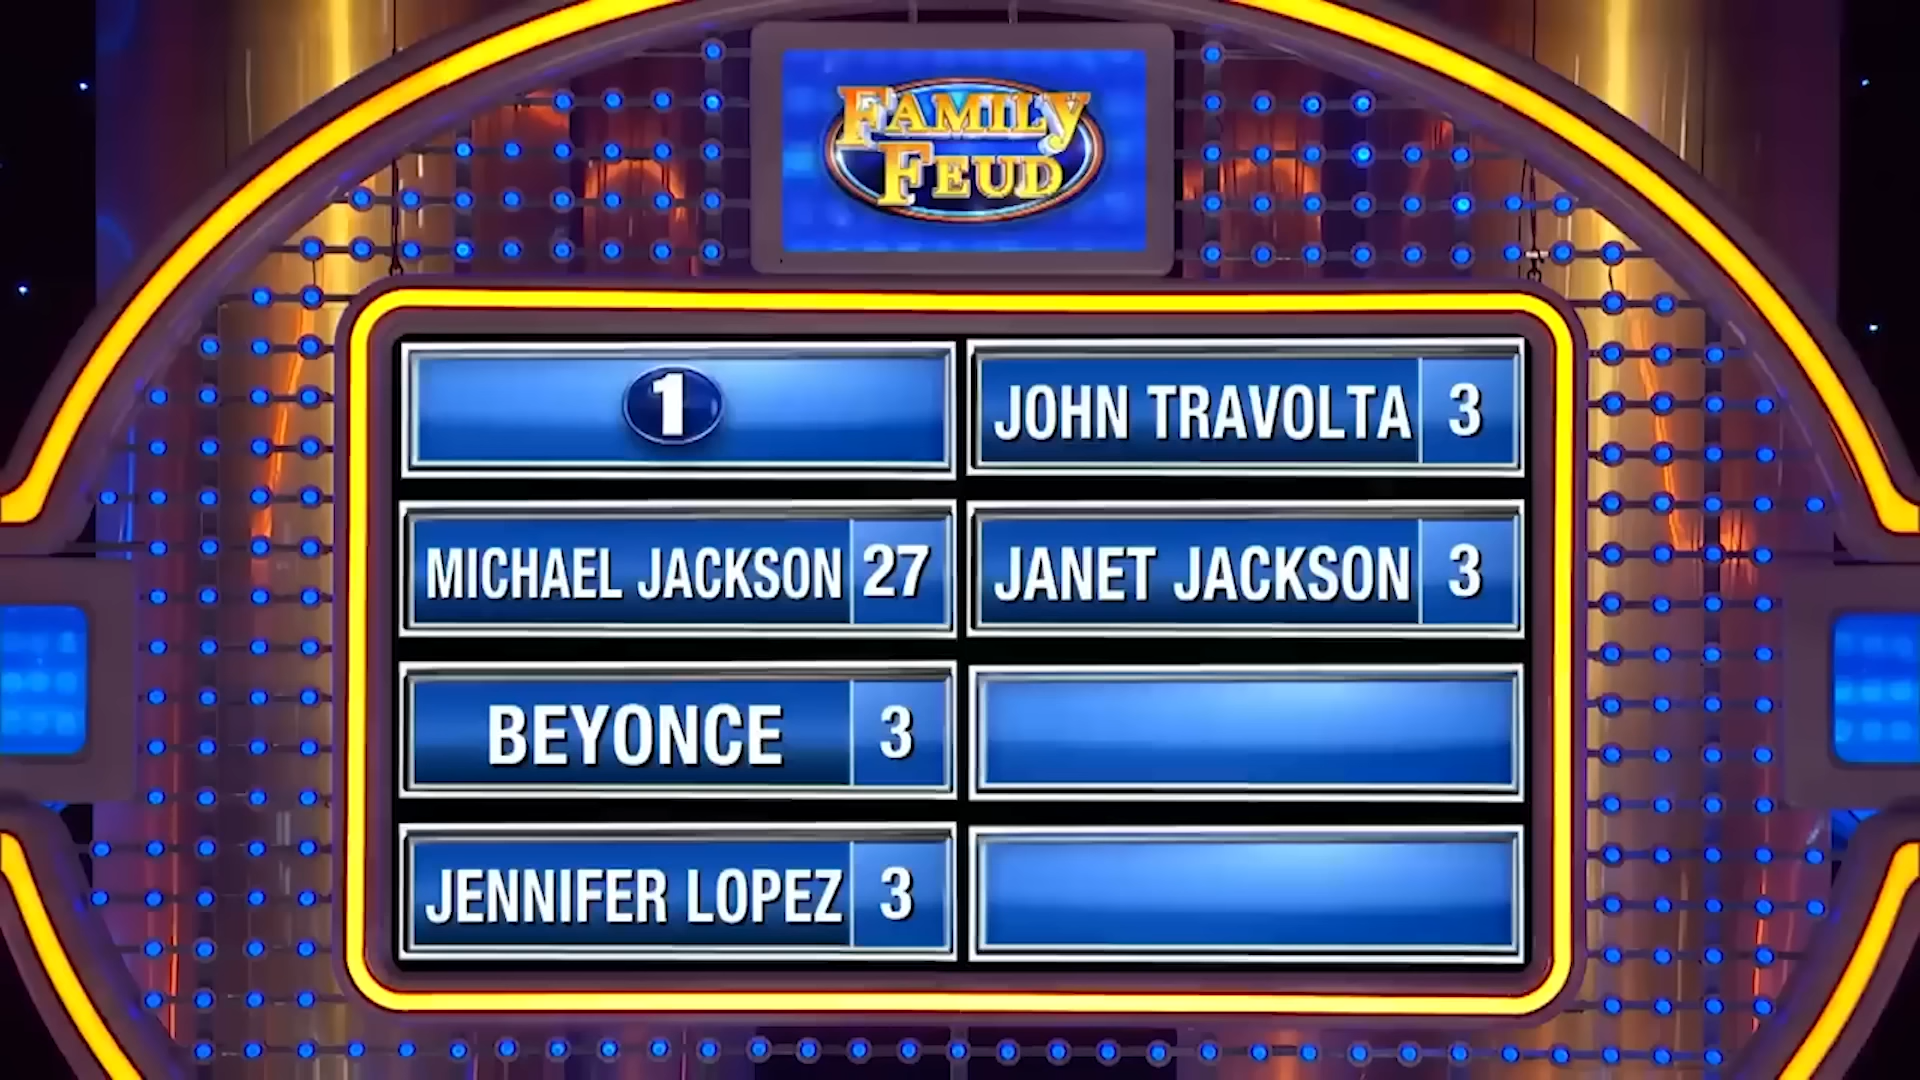 FAMILY
FEUD
1
MICHAEL JACKSON 27
BEYONCE 3
JENNIFER LOPEZ 3
JOHN TRAVOLTA 3
JANET JACKSON 3